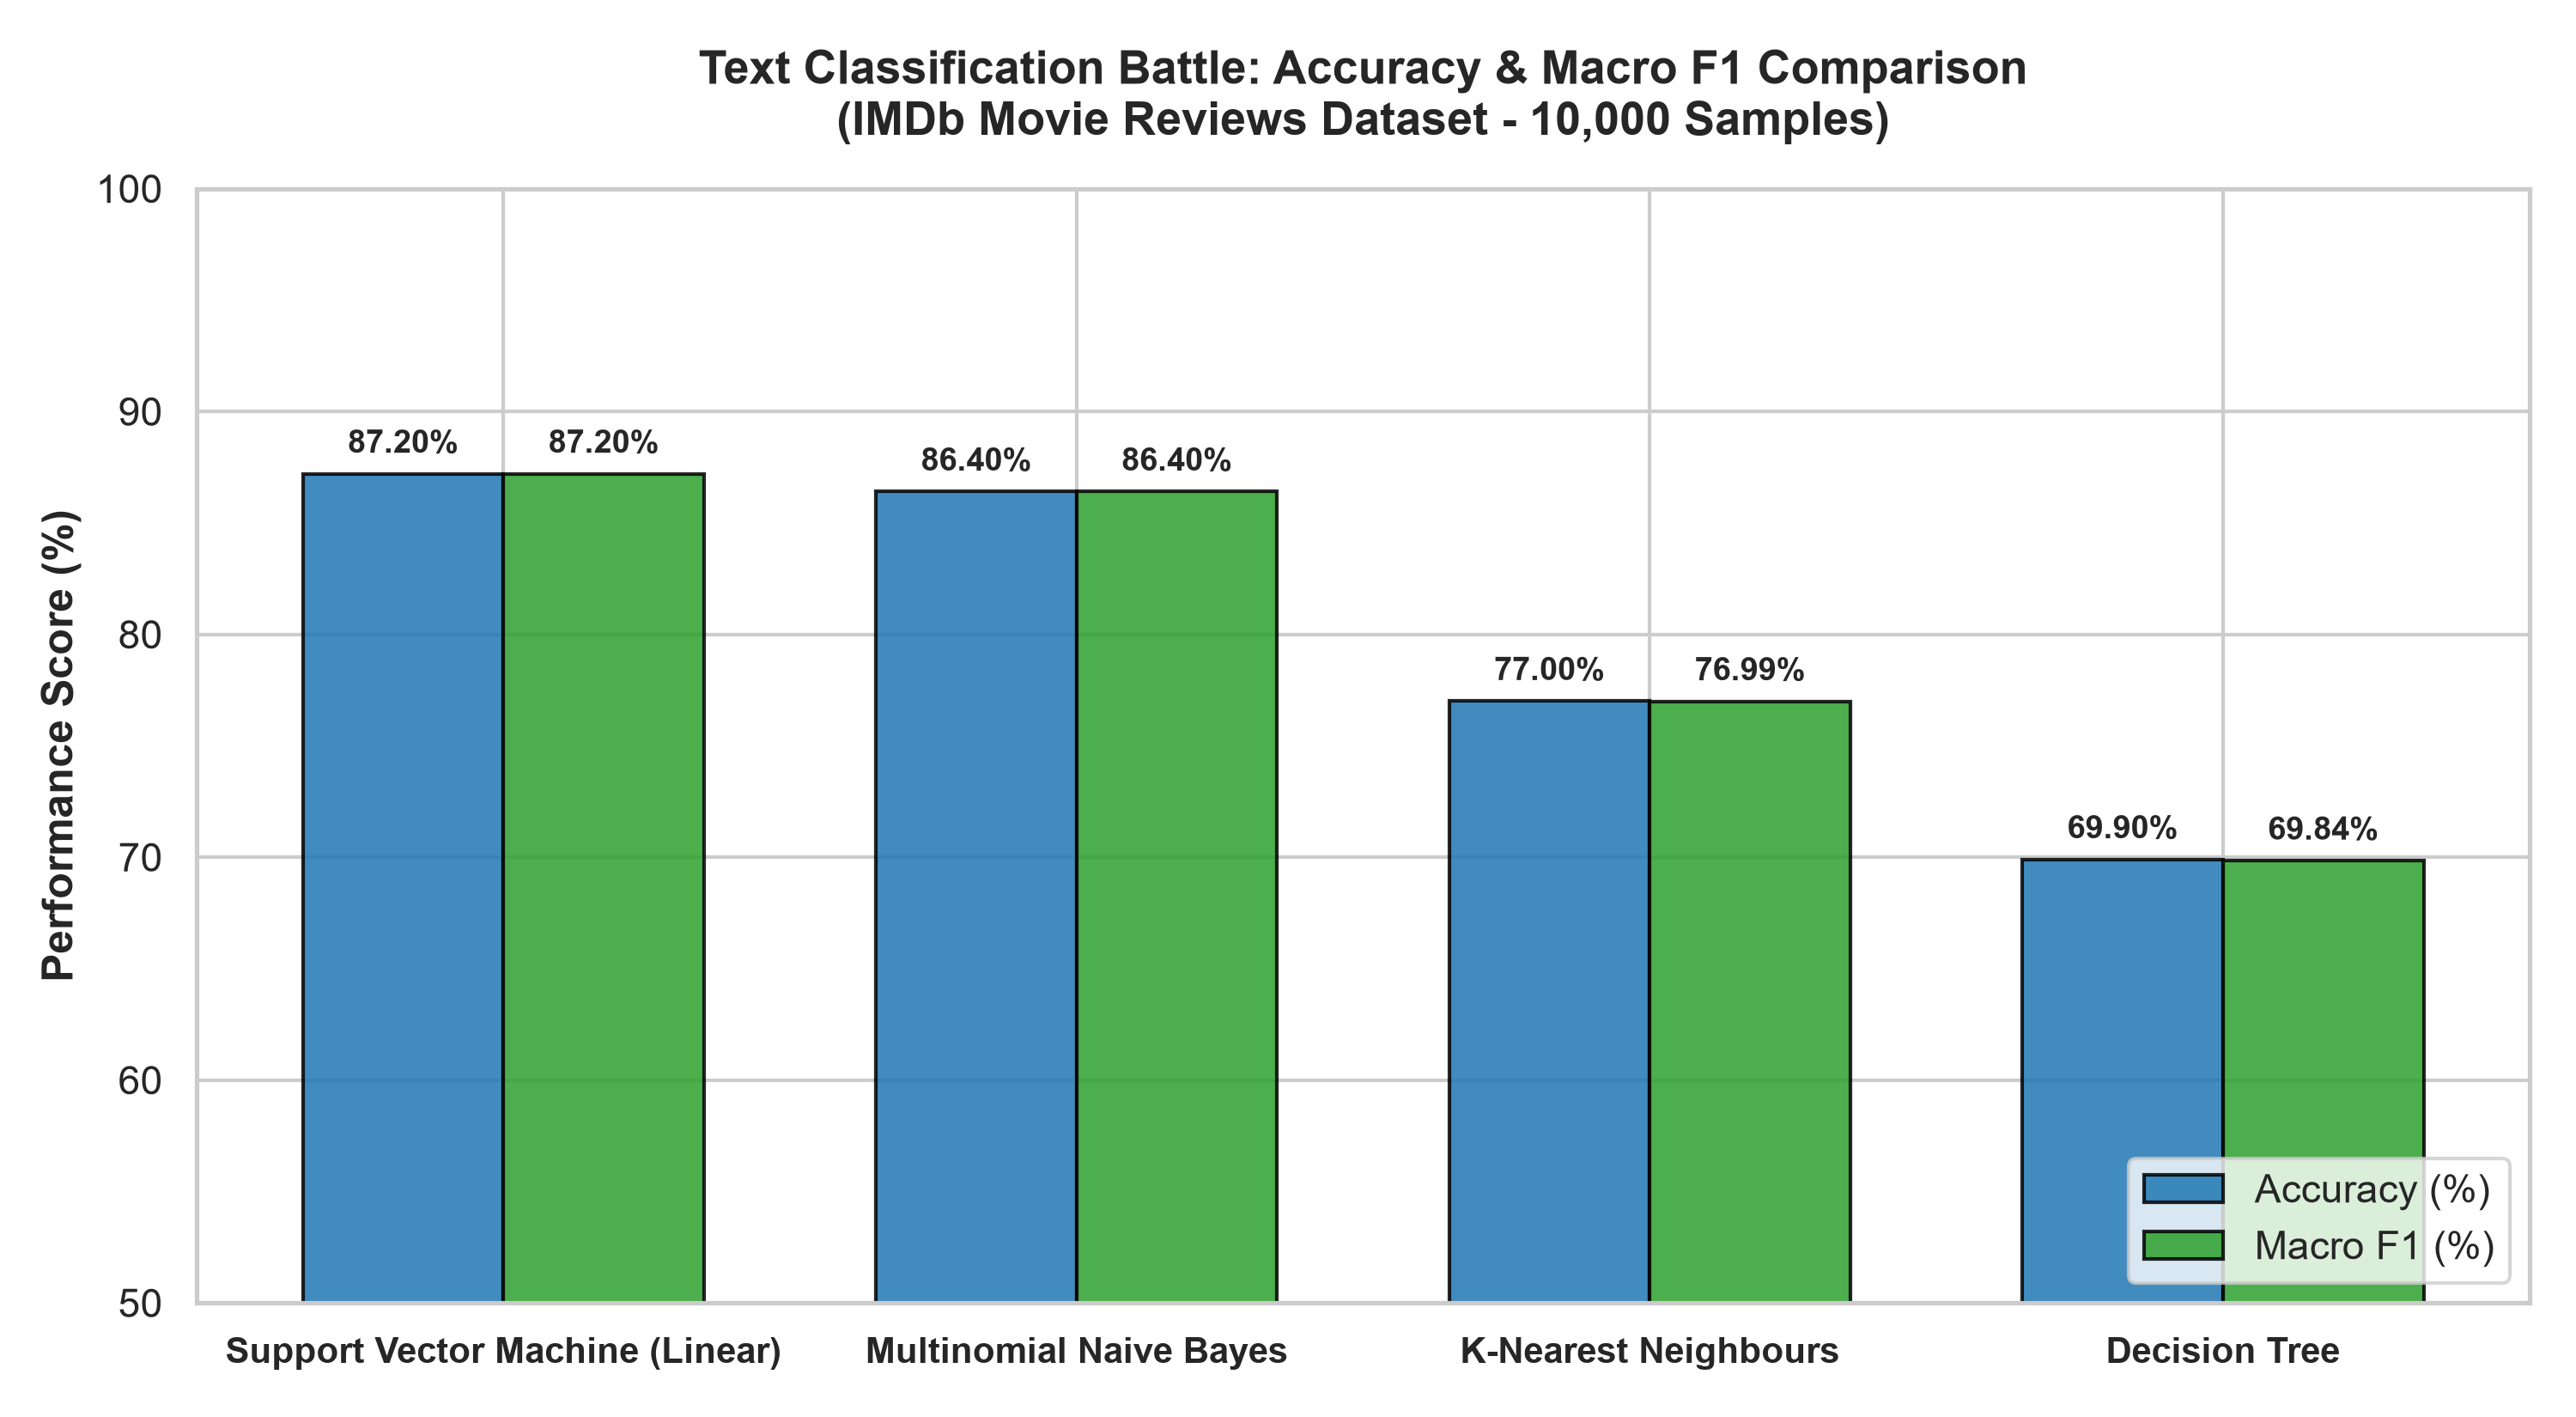 Text Classification Battle: Accuracy & Macro F1 Comparison
(IMDb Movie Reviews Dataset - 10,000 Samples)
Performance Score (%)
100
90
80
70
60
50
87.20%
87.20%
86.40%
86.40%
77.00%
76.99%
69.90%
69.84%
Accuracy (%)
Macro F1 (%)
Support Vector Machine (Linear)
Multinomial Naive Bayes
K-Nearest Neighbours
Decision Tree